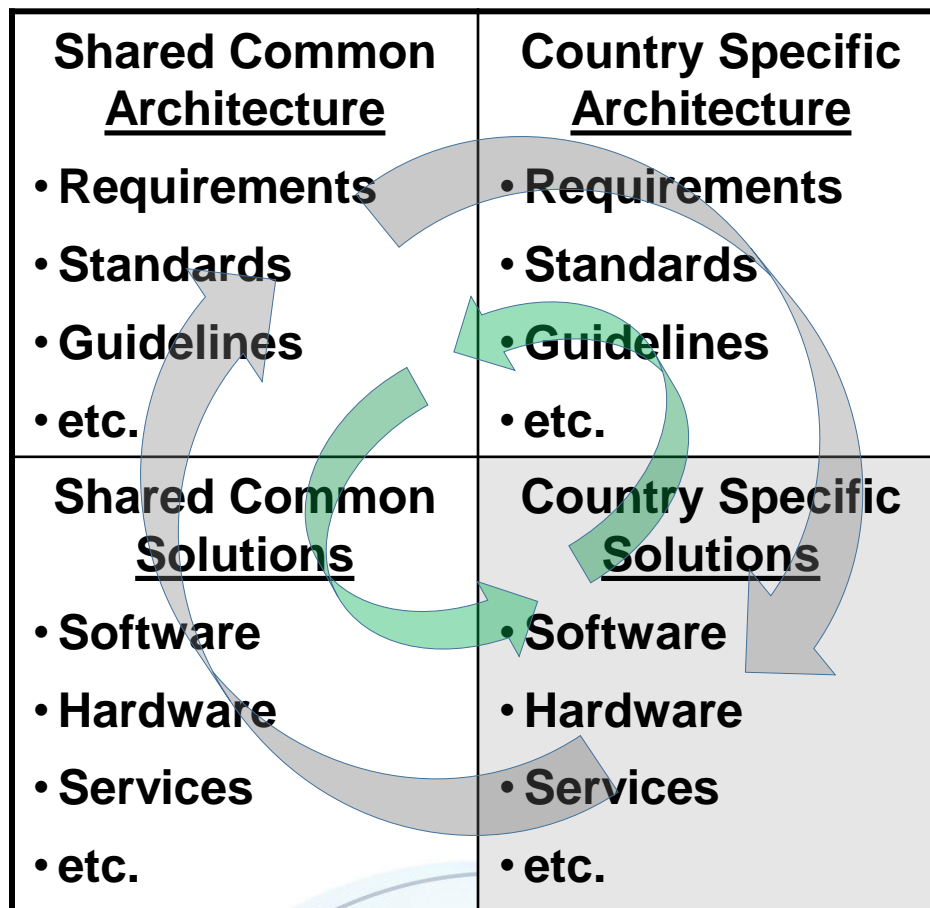 Shared Common
Architecture
• Requirements
• Standards
• Guidelines
• etc.
Country Specific
Architecture
• Requirements
• Standards
• Guidelines
• etc.
Shared Common
Solutions
• Software
• Hardware
• Services
• etc.
Country Specific
Solutions
• Software
• Hardware
• Services
• etc.